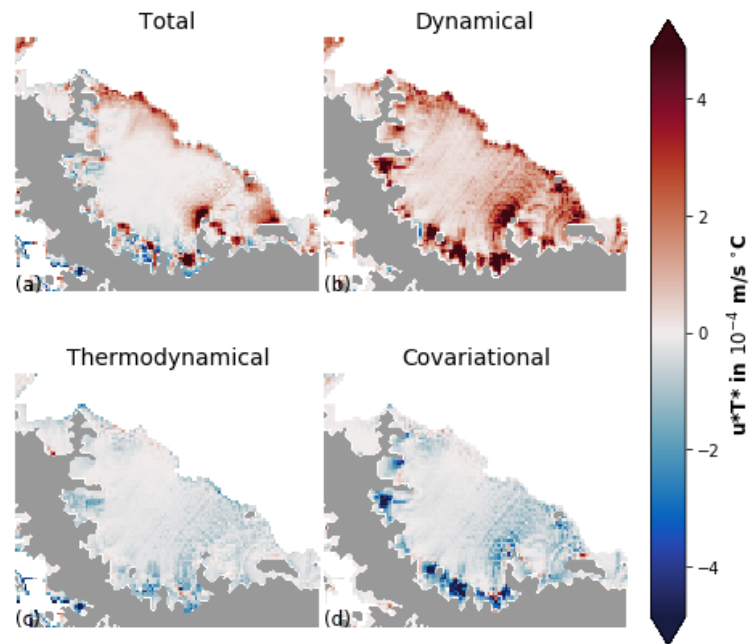 Total
Dynamical
(a)
(b)
Thermodynamical
Covariational
(c)
(d)
4
2
0
−2
−4
u*T* in 10⁻⁴ m/s °C